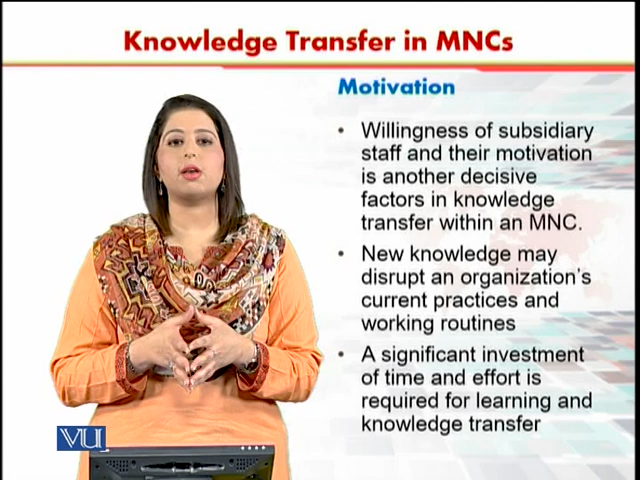 Knowledge Transfer in MNCs
Motivation
• Willingness of subsidiary
staff and their motivation
is another decisive
factors in knowledge
transfer within an MNC.
• New knowledge may
disrupt an organization's
current practices and
working routines
• A significant investment
of time and effort is
required for learning and
knowledge transfer
VU